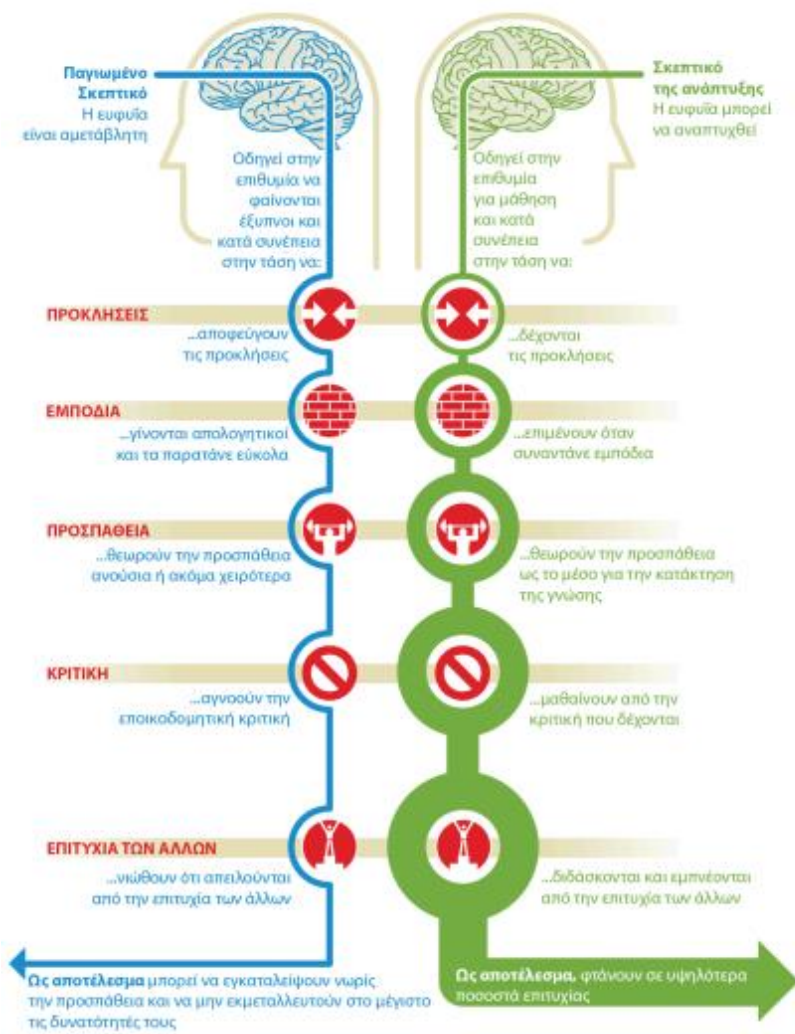 Παγιωμένο
Σκεπτικό
Η ευφυΐα
είναι αμετάβλητη
Σκεπτικό
της ανάπτυξης
Η ευφυΐα μπορεί
να αναπτυχθεί
Οδηγεί στην
επιθυμία να
φαίνονται
έξυπνοι και
κατά συνέπεια
στην τάση να:
Οδηγεί στην
επιθυμία
για μάθηση
και κατά
συνέπεια
στην τάση να:
ΠΡΟΚΛΗΣΕΙΣ
...αποφεύγουν
τις προκλήσεις
...δέχονται
τις προκλήσεις
ΕΜΠΟΔΙΑ
...γίνονται απολογητικοί
και τα παρατάνε εύκολα
...επιμένουν όταν
συναντάνε εμπόδια
ΠΡΟΣΠΑΘΕΙΑ
...θεωρούν την προσπάθεια
ανούσια ή ακόμα χειρότερα
...θεωρούν την προσπάθεια
ως το μέσο για την κατάκτηση
της γνώσης
ΚΡΙΤΙΚΗ
...αγνοούν την
εποικοδομητική κριτική
...μαθαίνουν από την
κριτική που δέχονται
ΕΠΙΤΥΧΙΑ ΤΩΝ ΑΛΛΩΝ
...νιώθουν ότι απειλούνται
από την επιτυχία των άλλων
...διδάσκονται και εμπνέονται
από την επιτυχία των άλλων
Ως αποτέλεσμα μπορεί να εγκαταλείψουν νωρίς
την προσπάθεια και να μην εκμεταλλευτούν στο μέγιστο
τις δυνατότητές τους
Ως αποτέλεσμα, φτάνουν σε υψηλότερα
ποσοστά επιτυχίας